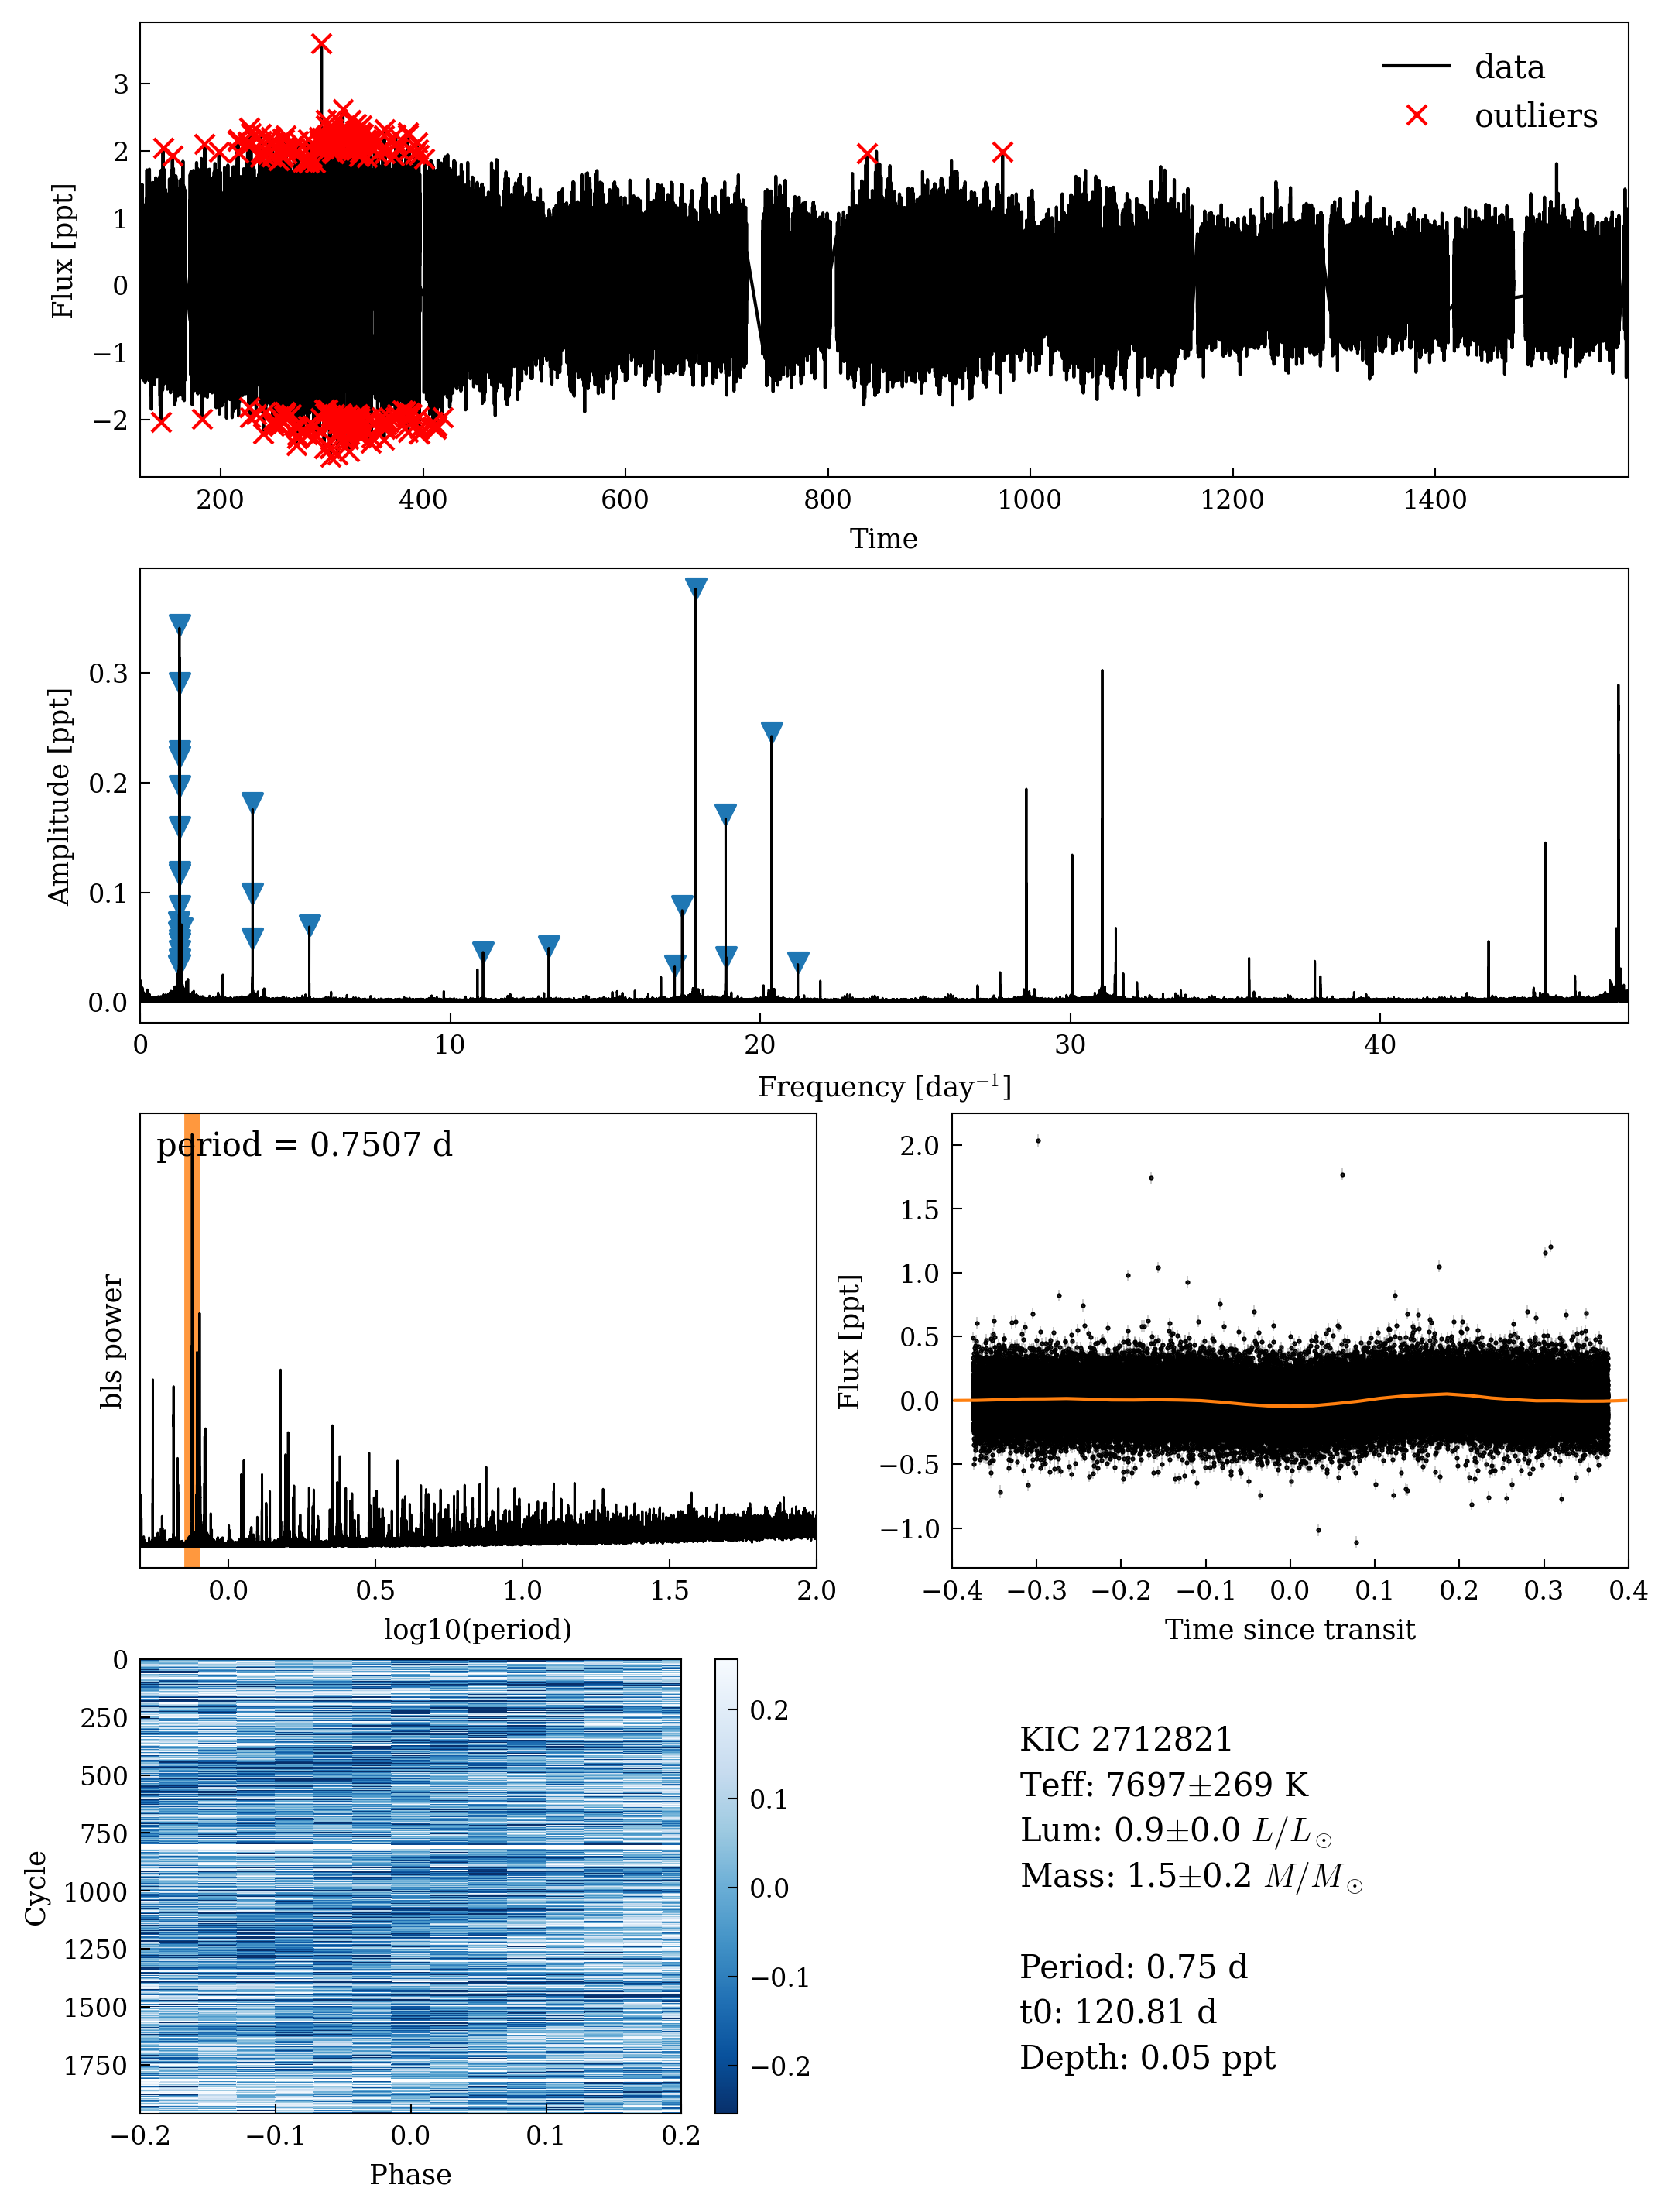 data
outliers
3
2
1
0
−1
−2
Flux [ppt]
200 400 600 800 1000 1200 1400
Time
0.3
0.2
0.1
0.0
Amplitude [ppt]
0 10 20 30 40
Frequency [day⁻¹]
period = 0.7507 d
bls power
0.0 0.5 1.0 1.5 2.0
log10(period)
2.0
1.5
1.0
0.5
0.0
−0.5
−1.0
Flux [ppt]
−0.4 −0.3 −0.2 −0.1 0.0 0.1 0.2 0.3 0.4
Time since transit
0
250
500
750
1000
1250
1500
1750
Cycle
−0.2 −0.1 0.0 0.1 0.2
Phase
0.2
0.1
0.0
−0.1
−0.2
KIC 2712821
Teff: 7697±269 K
Lum: 0.9±0.0 L/L⊙
Mass: 1.5±0.2 M/M⊙
Period: 0.75 d
t0: 120.81 d
Depth: 0.05 ppt